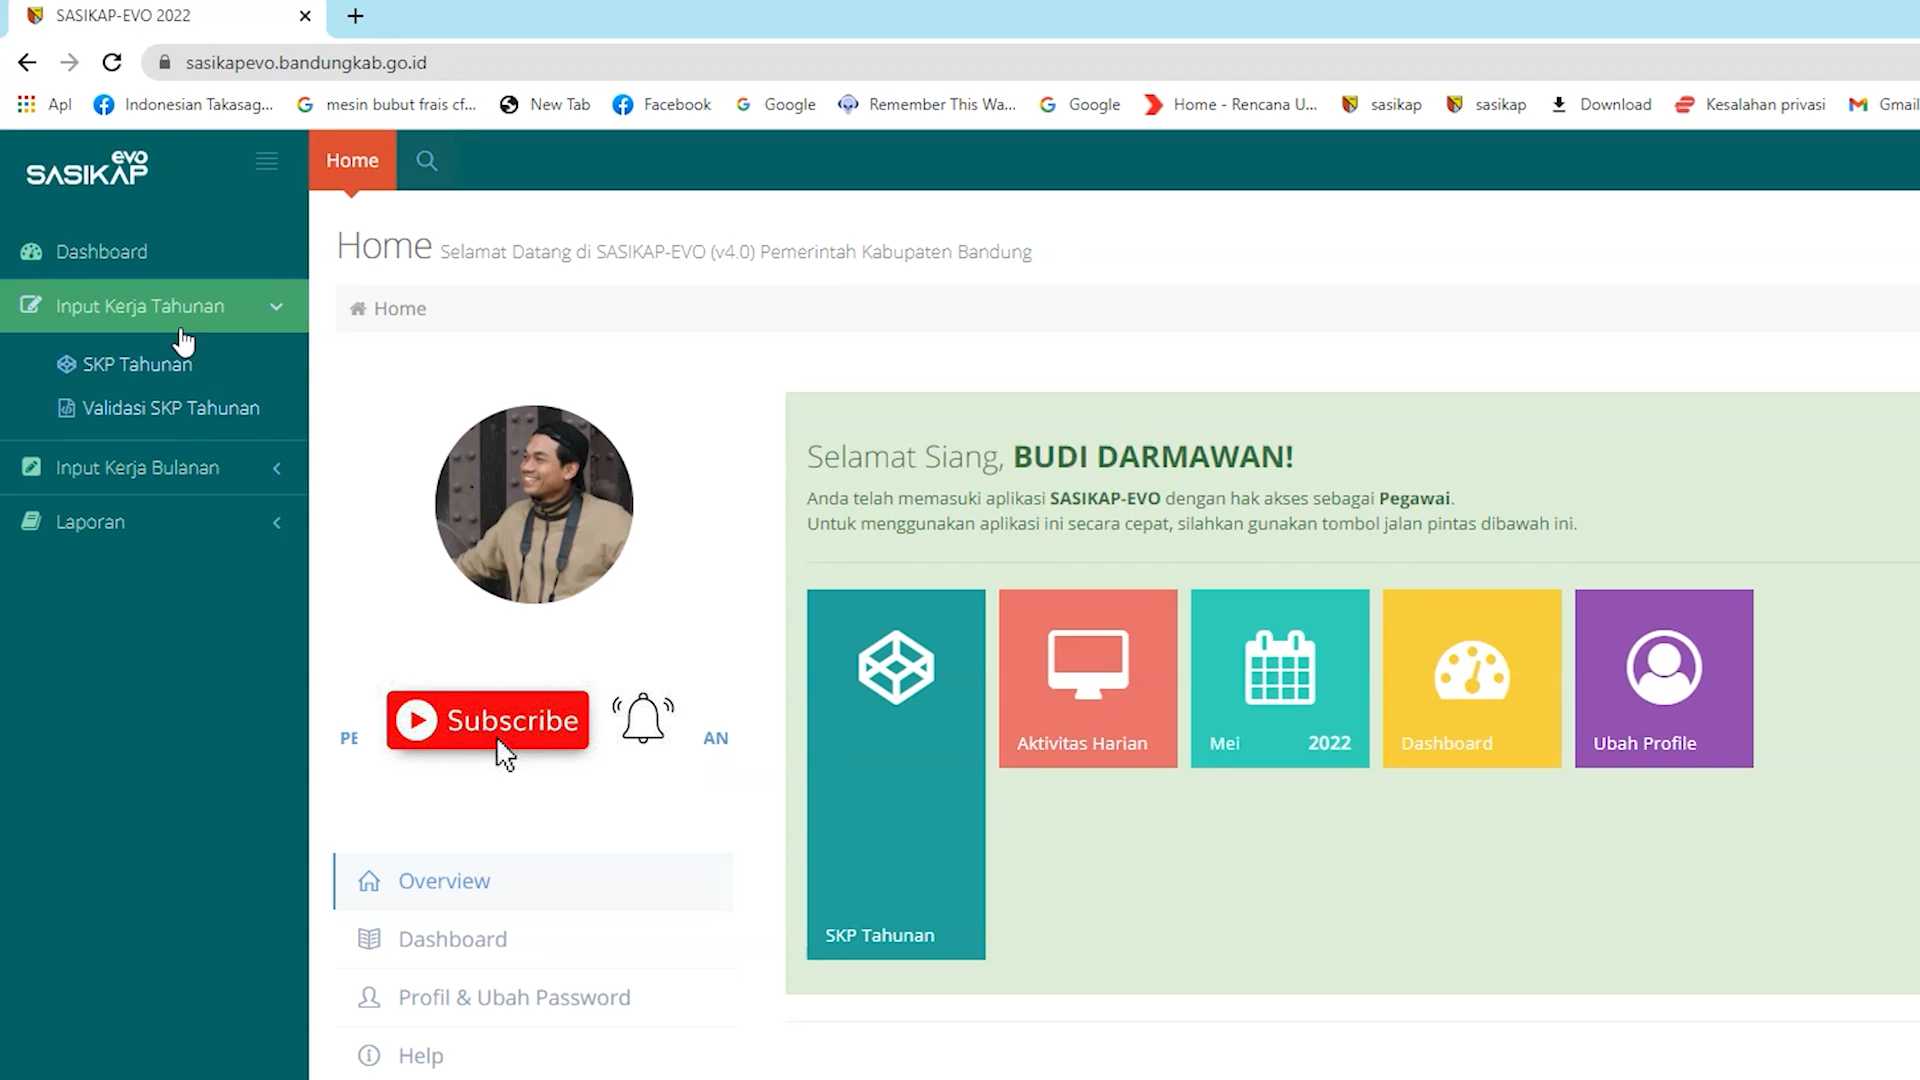 SASIKAP-EVO 2022
sasikapevo.bandungkab.go.id
Apl Indonesian Takasag... mesin bubut frais cf... New Tab Facebook Google Remember This Wa... Google Home - Rencana U... sasikap sasikap Download Kesalahan privasi Gmail
SASIKAP evo
Home
Dashboard
Input Kerja Tahunan
SKP Tahunan
Validasi SKP Tahunan
Input Kerja Bulanan
Laporan
Home Selamat Datang di SASIKAP-EVO (v4.0) Pemerintah Kabupaten Bandung
Home
PE Subscribe AN
Overview
Dashboard
Profil & Ubah Password
Help
Selamat Siang, BUDI DARMAWAN!
Anda telah memasuki aplikasi SASIKAP-EVO dengan hak akses sebagai Pegawai.
Untuk menggunakan aplikasi ini secara cepat, silahkan gunakan tombol jalan pintas dibawah ini.
SKP Tahunan
Aktivitas Harian
Mei 2022
Dashboard
Ubah Profile